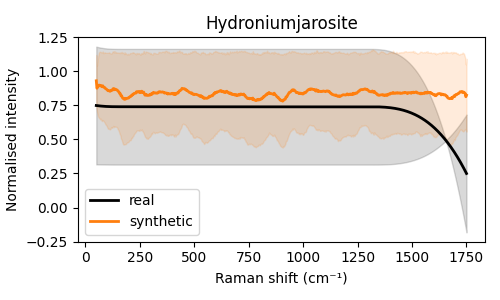 Hydroniumjarosite
Normalised intensity
1.25
1.00
0.75
0.50
0.25
0.00
−0.25
real
synthetic
0 250 500 750 1000 1250 1500 1750
Raman shift (cm⁻¹)